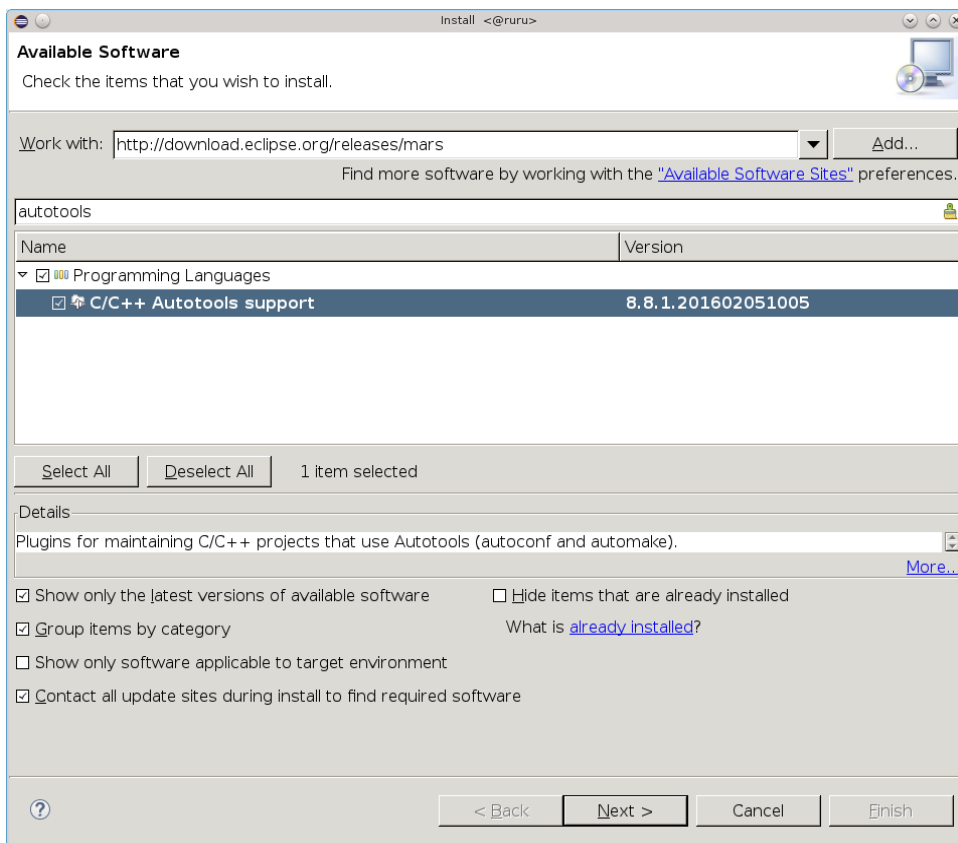 Install <@ruru>
Available Software
Check the items that you wish to install.
Work with: http://download.eclipse.org/releases/mars Add...
Find more software by working with the "Available Software Sites" preferences.
autotools
Name Version
Programming Languages
C/C++ Autotools support 8.8.1.201602051005
Select All Deselect All 1 item selected
Details
Plugins for maintaining C/C++ projects that use Autotools (autoconf and automake).
More..
Show only the latest versions of available software Hide items that are already installed
Group items by category What is already installed?
Show only software applicable to target environment
Contact all update sites during install to find required software
? < Back Next > Cancel Finish